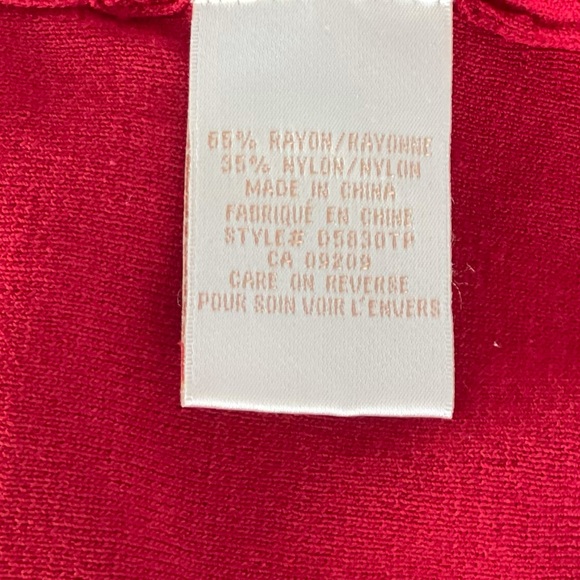 65% RAYON/RAYONNE
35% NYLON/NYLON
MADE IN CHINA
FABRIQUÉ EN CHINE
STYLE# D5830TP
CA 09209
CARE ON REVERSE
POUR SOIN VOIR L'ENVERS